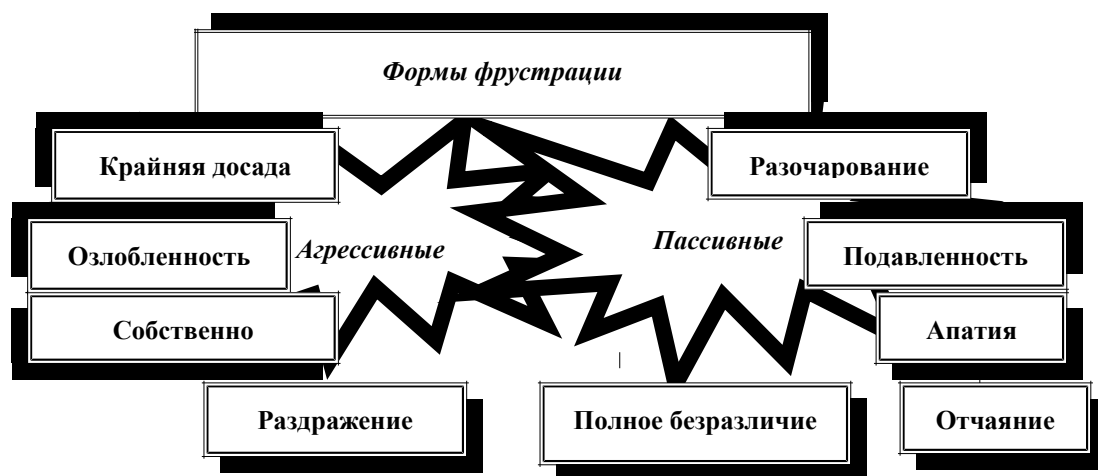 Формы фрустрации
Крайняя досада
Разочарование
Озлобленность
Агрессивные
Пассивные
Подавленность
Собственно
Апатия
Раздражение
Полное безразличие
Отчаяние